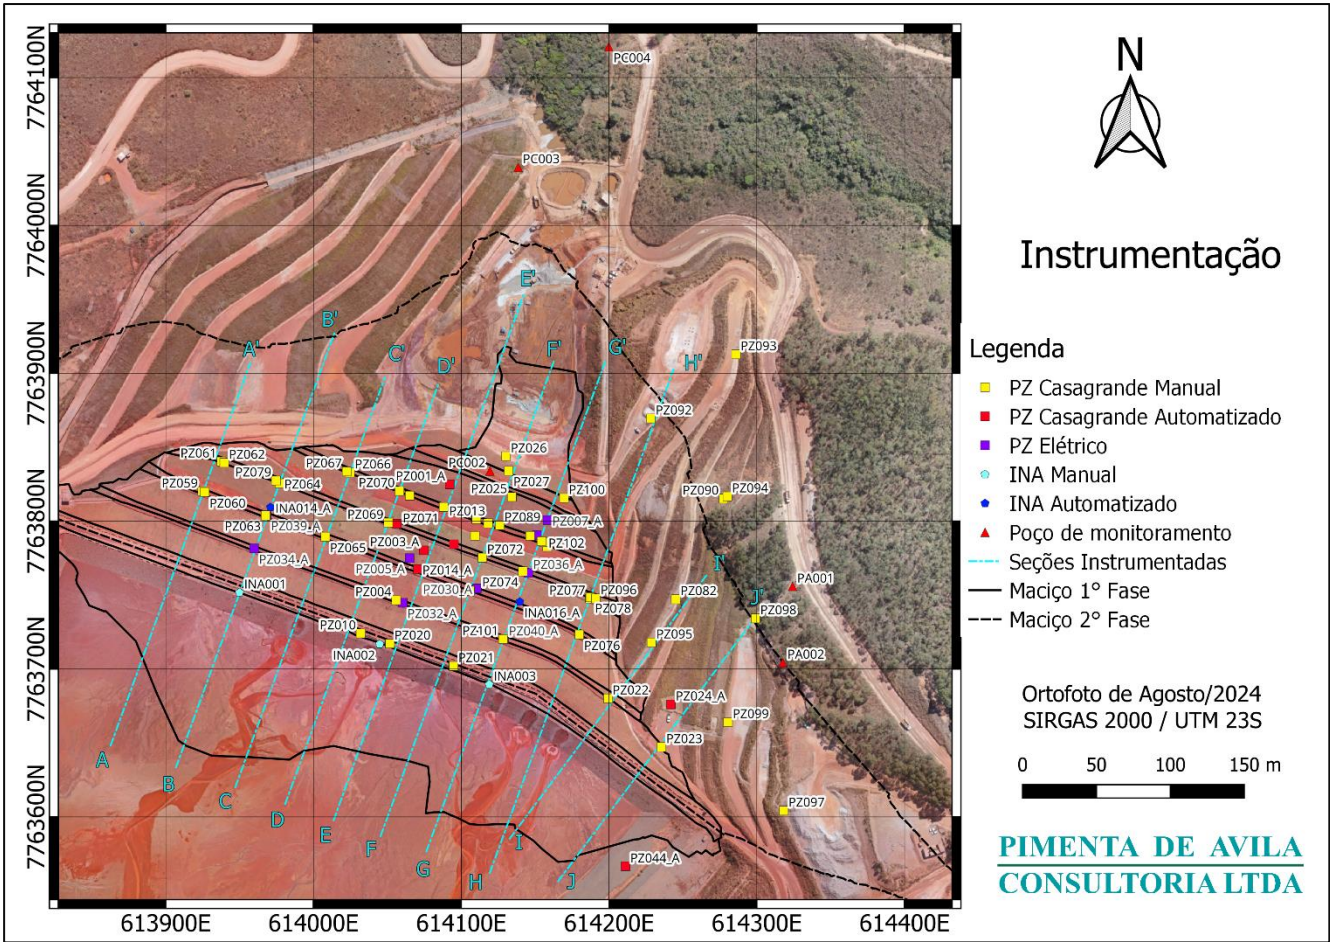 7764100N
7764000N
7763900N
7763800N
7763700N
7763600N
613900E
614000E
614100E
614200E
614300E
614400E
PC004
PC003
E'
B'
A'
C'
D'
F'
G'
H'
PZ093
PZ092
PZ061
PZ062
PZ067
PZ066
PC002
PZ026
PZ079
PZ064
PZ070
PZ001_A
PZ027
PZ059
PZ025
PZ100
PZ090
PZ094
PZ060
INA014_A
PZ013
PZ063
PZ039_A
PZ069
PZ071
PZ089
PZ007_A
PZ065
PZ003_A
PZ072
PZ102
PZ034_A
PZ005_A
PZ014_A
PZ036_A
I'
INA001
PZ030_A
PZ074
PZ077
PZ096
PZ082
PA001
PZ004
PZ032_A
INA016_A
PZ078
J'
PZ098
PZ010
PZ020
PZ101
PZ040_A
PZ076
PZ095
INA002
PZ021
INA003
PA002
PZ022
PZ024_A
PZ099
PZ023
PZ097
PZ044_A
A
B
C
D
E
F
G
H
I
J
N
Instrumentação
Legenda
PZ Casagrande Manual
PZ Casagrande Automatizado
PZ Elétrico
INA Manual
INA Automatizado
Poço de monitoramento
Seções Instrumentadas
Maciço 1° Fase
Maciço 2° Fase
Ortofoto de Agosto/2024
SIRGAS 2000 / UTM 23S
0 50 100 150 m
PIMENTA DE AVILA
CONSULTORIA LTDA